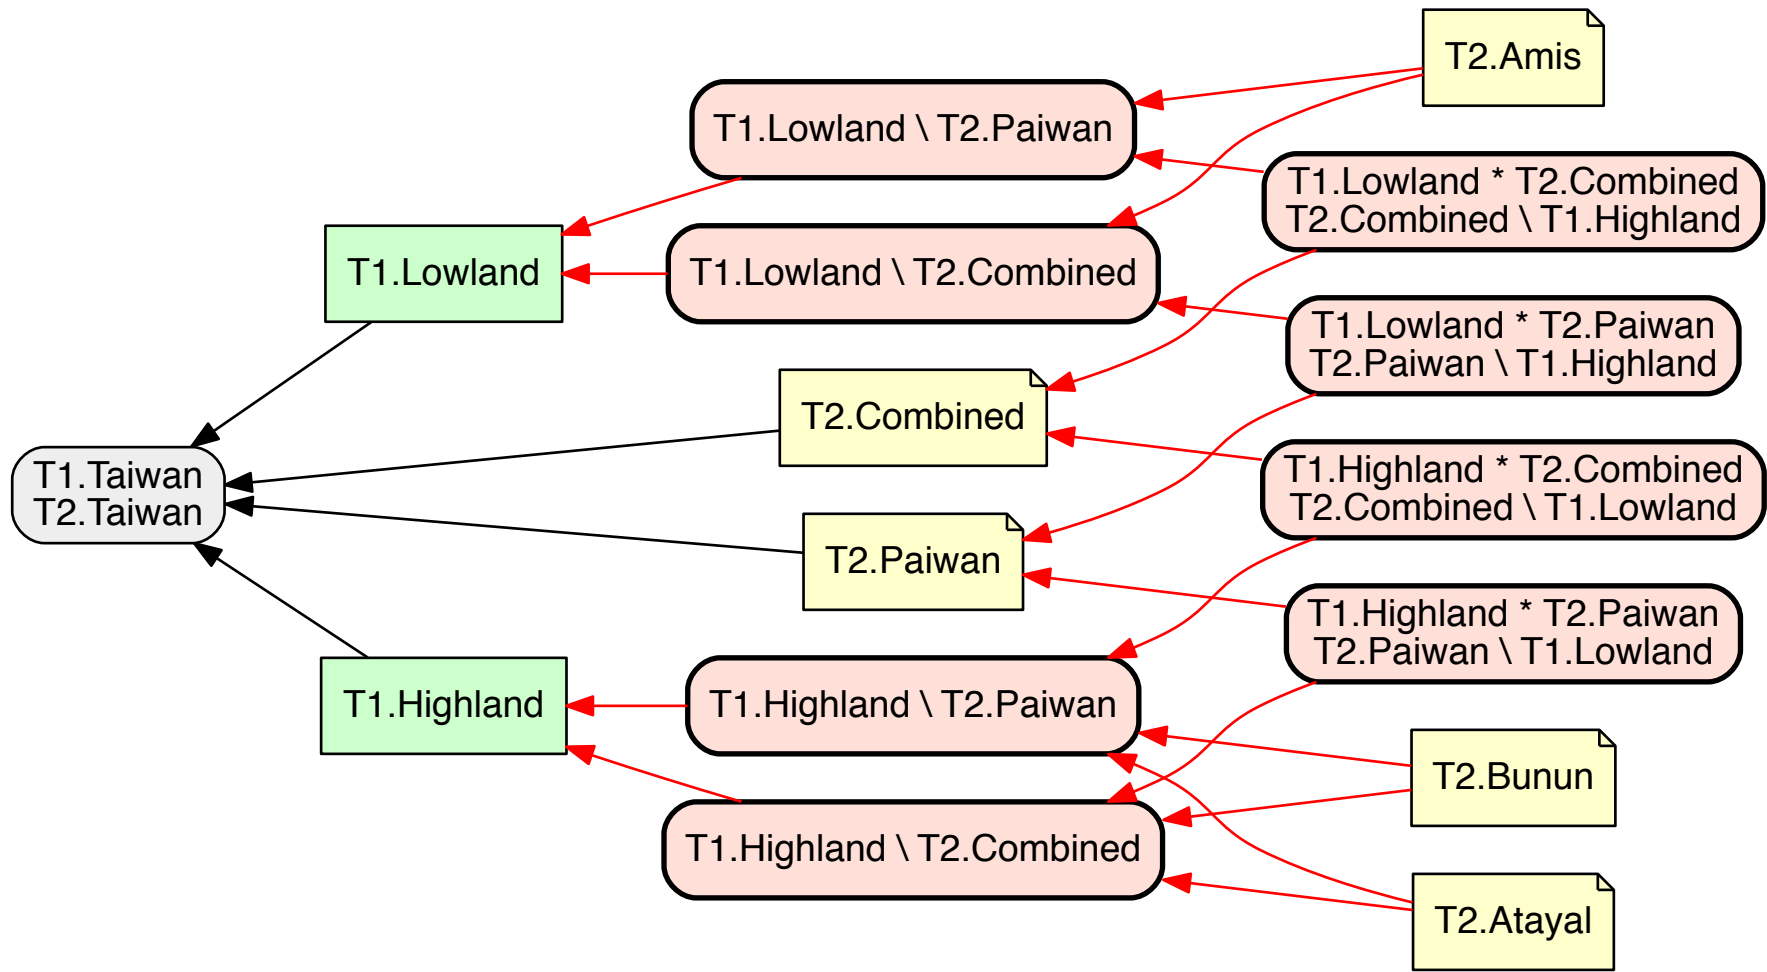 T2.Amis
T1.Lowland \ T2.Paiwan
T1.Lowland * T2.Combined
T2.Combined \ T1.Highland
T1.Lowland
T1.Lowland \ T2.Combined
T1.Lowland * T2.Paiwan
T2.Paiwan \ T1.Highland
T2.Combined
T1.Taiwan
T2.Taiwan
T1.Highland * T2.Combined
T2.Combined \ T1.Lowland
T2.Paiwan
T1.Highland * T2.Paiwan
T2.Paiwan \ T1.Lowland
T1.Highland
T1.Highland \ T2.Paiwan
T2.Bunun
T1.Highland \ T2.Combined
T2.Atayal